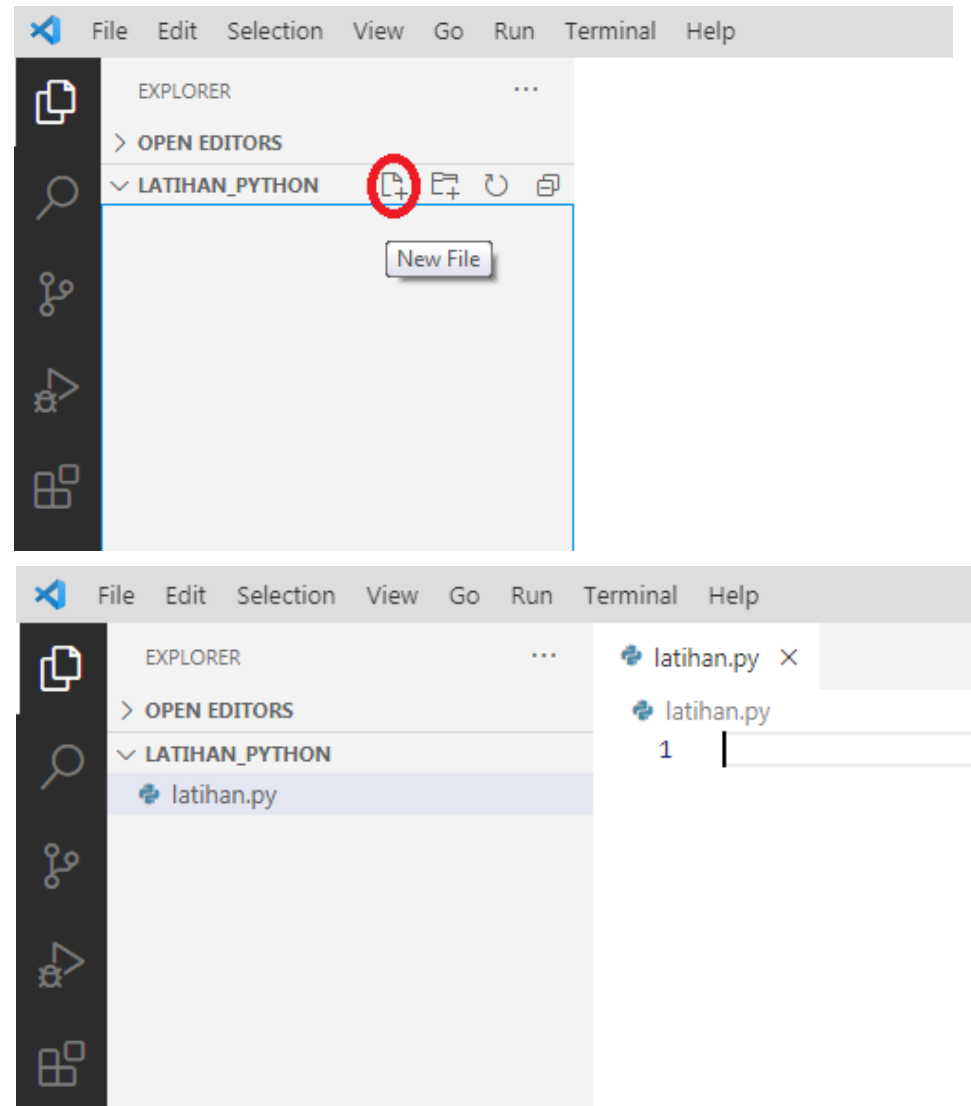 File Edit Selection View Go Run Terminal Help
EXPLORER
OPEN EDITORS
LATIHAN_PYTHON
New File
File Edit Selection View Go Run Terminal Help
EXPLORER
latihan.py
OPEN EDITORS
latihan.py
LATIHAN_PYTHON
1
latihan.py